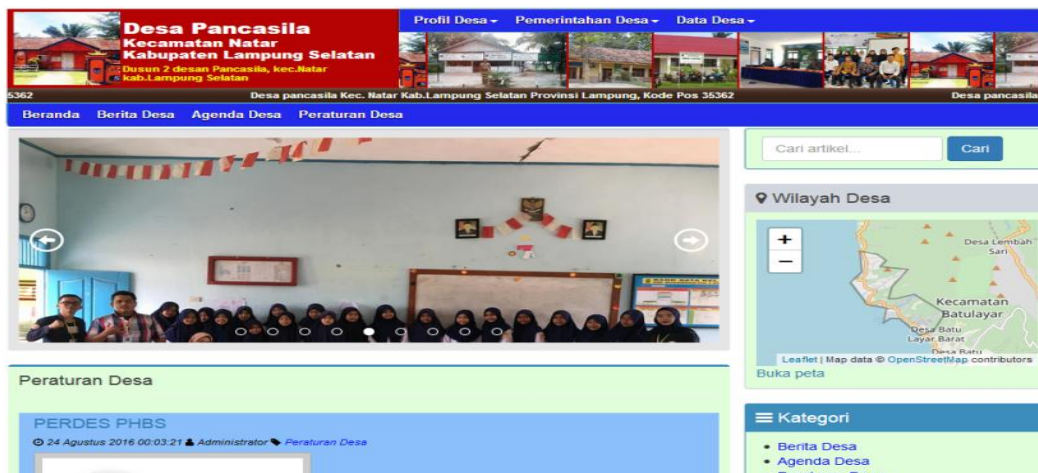 Desa Pancasila
Kecamatan Natar
Kabupaten Lampung Selatan
Dusun 2 desan Pancasila, kec.Natar
kab.Lampung Selatan
Profil Desa
Pemerintahan Desa
Data Desa
5362
Desa pancasila Kec. Natar Kab.Lampung Selatan Provinsi Lampung, Kode Pos 35362
Desa pancasila
Beranda
Berita Desa
Agenda Desa
Peraturan Desa
Cari artikel...
Cari
Wilayah Desa
+
−
Desa Lembah
Sari
Kecamatan
Batulayar
Desa Batu
Layar Barat
Desa Batu
Leaflet | Map data © OpenStreetMap contributors
Buka peta
Peraturan Desa
PERDES PHBS
24 Agustus 2016 00:03:21 Administrator Peraturan Desa
Kategori
Berita Desa
Agenda Desa